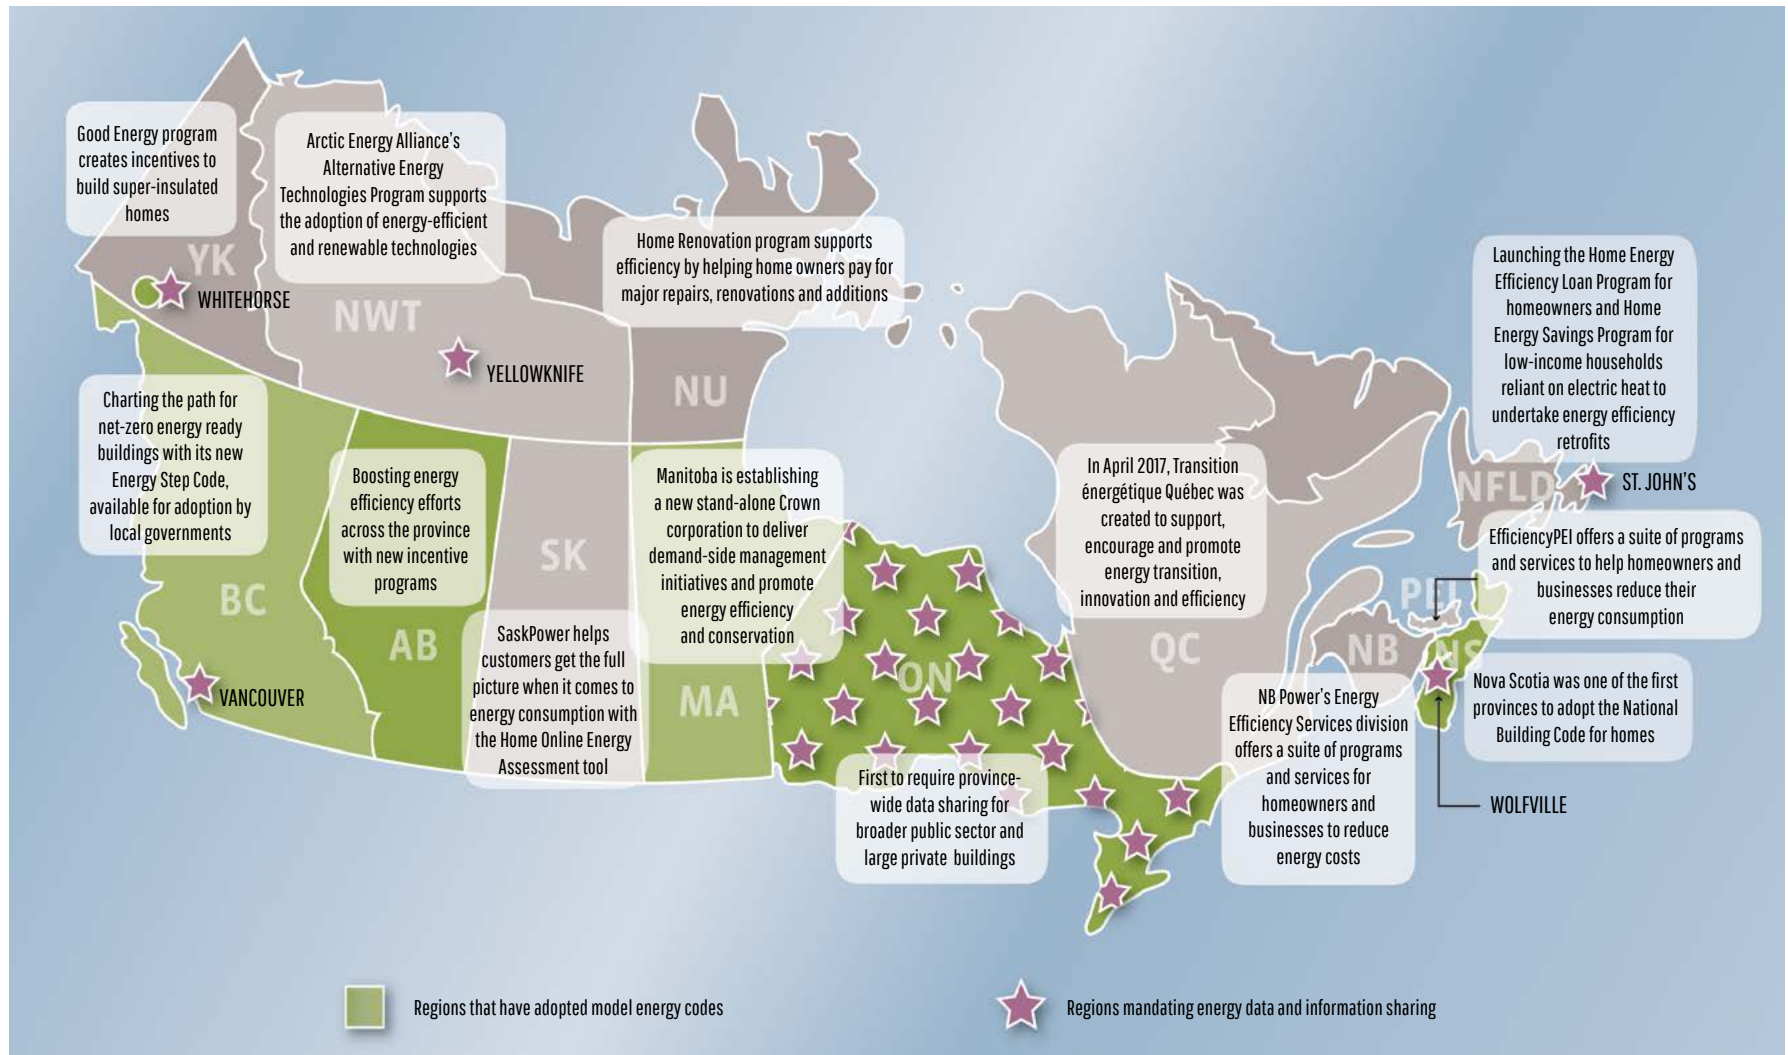 Good Energy program
creates incentives to
build super-insulated
homes
Arctic Energy Alliance's
Alternative Energy
Technologies Program supports
the adoption of energy-efficient
and renewable technologies
Home Renovation program supports
efficiency by helping home owners pay for
major repairs, renovations and additions
Launching the Home Energy
Efficiency Loan Program for
homeowners and Home
Energy Savings Program for
low-income households
reliant on electric heat to
undertake energy efficiency
retrofits
YK
WHITEHORSE
NWT
YELLOWKNIFE
NU
Charting the path for
net-zero energy ready
buildings with its new
Energy Step Code,
available for adoption by
local governments
Boosting energy
efficiency efforts
across the province
with new incentive
programs
Manitoba is establishing
a new stand-alone Crown
corporation to deliver
demand-side management
initiatives and promote
energy efficiency
and conservation
In April 2017, Transition
énergétique Québec was
created to support,
encourage and promote
energy transition,
innovation and efficiency
NFLD
ST. JOHN'S
EfficiencyPEI offers a suite of programs
and services to help homeowners and
businesses reduce their
energy consumption
BC
AB
SK
SaskPower helps
customers get the full
picture when it comes to
energy consumption with
the Home Online Energy
Assessment tool
MA
ON
QC
PEI
NB
NS
VANCOUVER
First to require province-
wide data sharing for
broader public sector and
large private buildings
NB Power's Energy
Efficiency Services division
offers a suite of programs
and services for
homeowners and
businesses to reduce
energy costs
Nova Scotia was one of the first
provinces to adopt the National
Building Code for homes
WOLFVILLE
Regions that have adopted model energy codes
Regions mandating energy data and information sharing